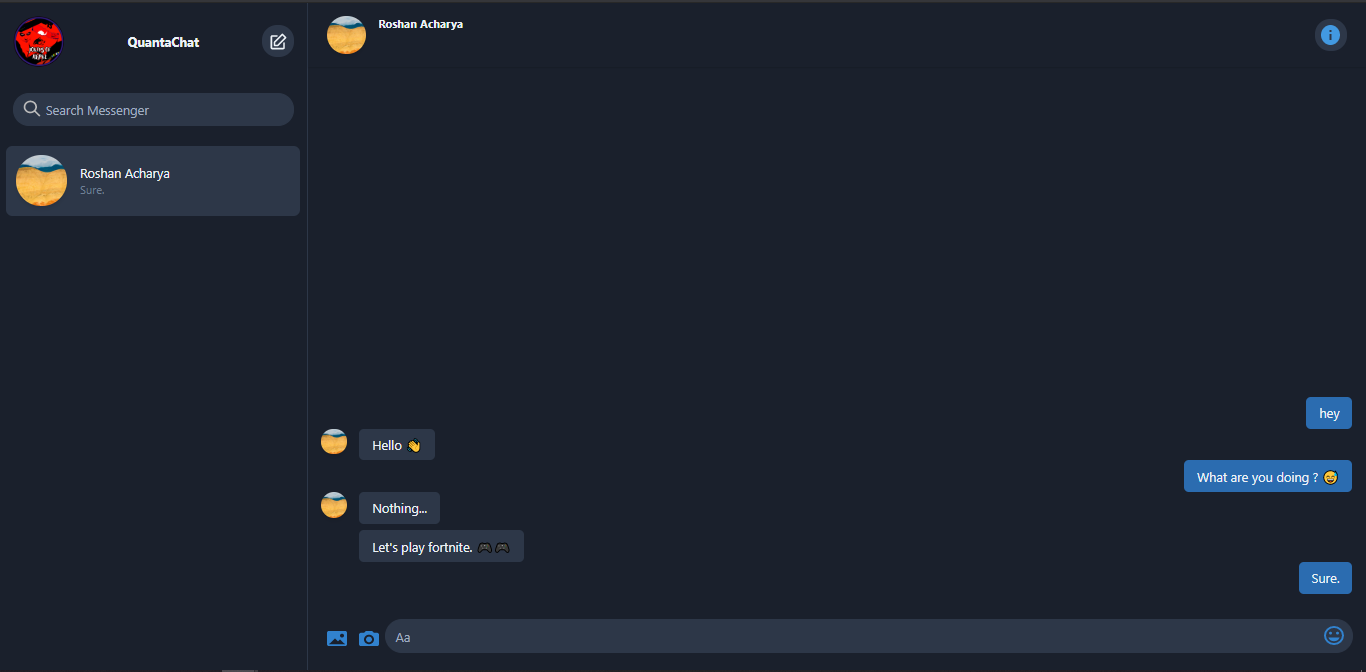 QuantaChat
Search Messenger
Roshan Acharya
Sure.
Roshan Acharya
hey
Hello 👏
What are you doing ? 😅
Nothing...
Let's play fortnite. 🎮🎮
Sure.
Aa